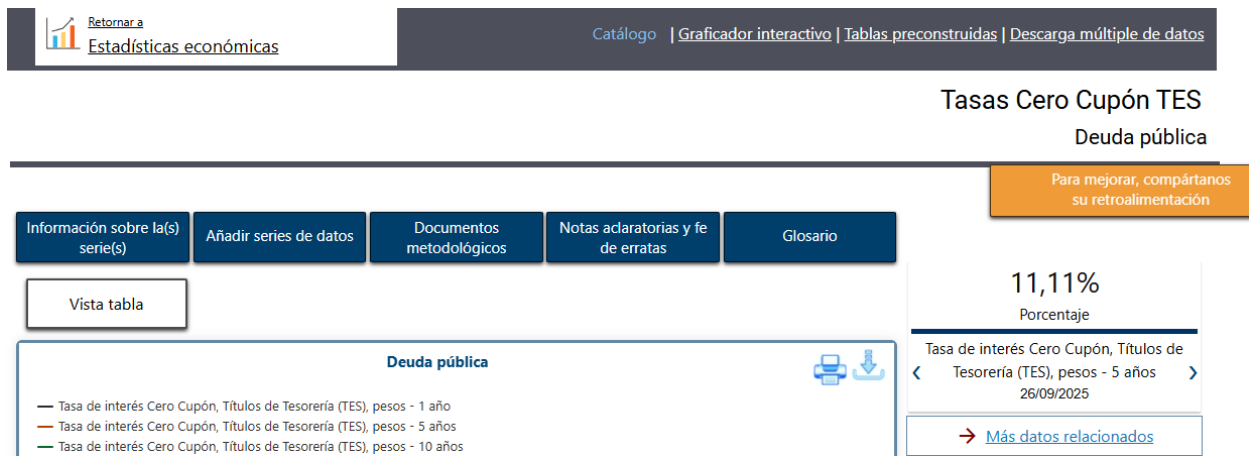 Retornar a
Estadísticas económicas
Catálogo | Graficador interactivo | Tablas preconstruidas | Descarga múltiple de datos
Tasas Cero Cupón TES
Deuda pública
Para mejorar, compártanos
su retroalimentación
Información sobre la(s)
serie(s)
Añadir series de datos
Documentos
metodológicos
Notas aclaratorias y fe
de erratas
Glosario
Vista tabla
11,11%
Porcentaje
Tasa de interés Cero Cupón, Títulos de
Tesorería (TES), pesos - 5 años
26/09/2025
Más datos relacionados
Deuda pública
Tasa de interés Cero Cupón, Títulos de Tesorería (TES), pesos - 1 año
Tasa de interés Cero Cupón, Títulos de Tesorería (TES), pesos - 5 años
Tasa de interés Cero Cupón, Títulos de Tesorería (TES), pesos - 10 años